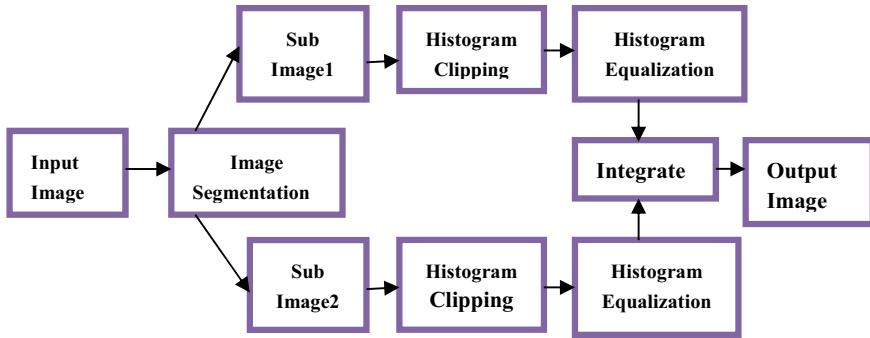 Input
Image
Image
Segmentation
Sub
Image1
Histogram
Clipping
Histogram
Equalization
Sub
Image2
Histogram
Clipping
Histogram
Equalization
Integrate
Output
Image